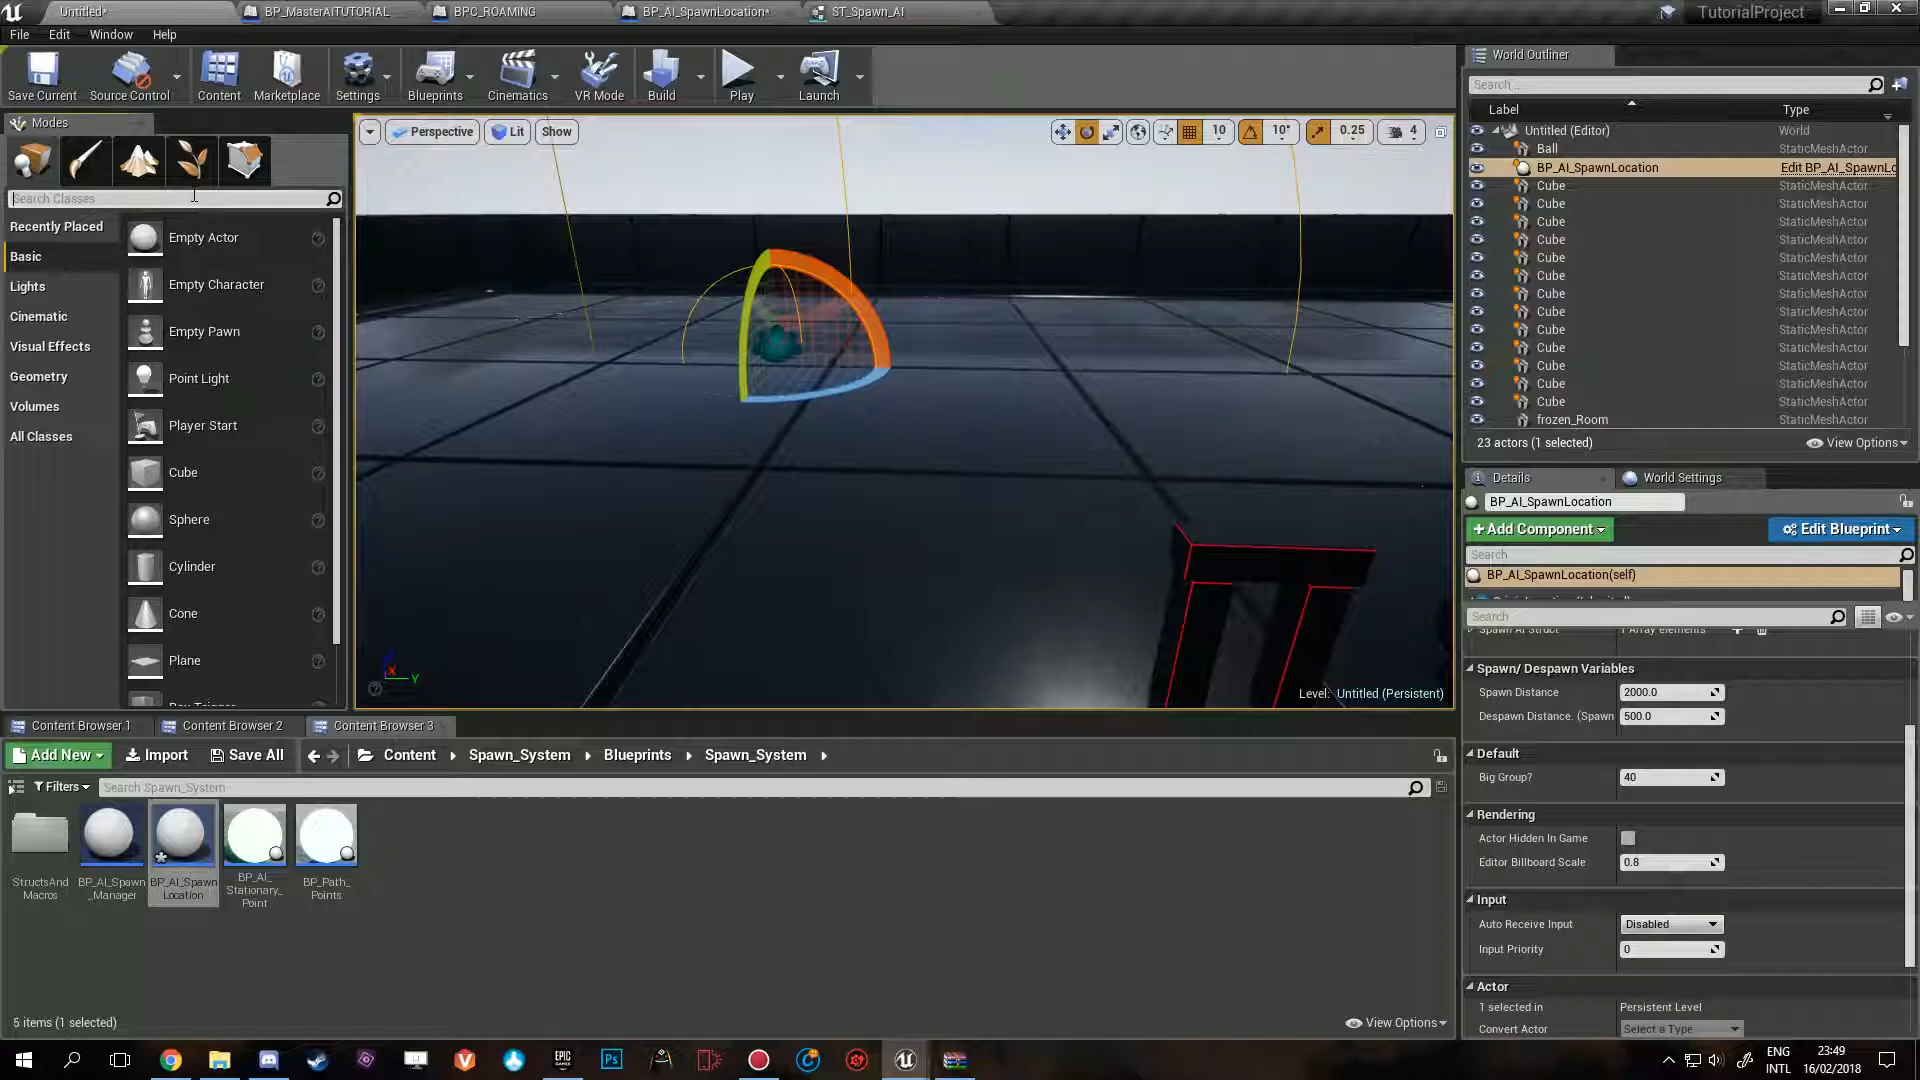 Untitled*
BP_MasterAITUTORIAL
BPC_ROAMING
BP_AI_SpawnLocation*
ST_Spawn_AI
TutorialProject
File Edit Window Help
Save Current
Source Control
Content
Marketplace
Settings
Blueprints
Cinematics
VR Mode
Build
Play
Launch
Modes
Search Classes
Recently Placed
Basic
Lights
Cinematic
Visual Effects
Geometry
Volumes
All Classes
Empty Actor
Empty Character
Empty Pawn
Point Light
Player Start
Cube
Sphere
Cylinder
Cone
Plane
Perspective Lit Show
10 10° 0.25 4
Level: Untitled (Persistent)
World Outliner
Search...
Label Type
Untitled (Editor) World
Ball StaticMeshActor
BP_AI_SpawnLocation Edit BP_AI_SpawnLo
Cube StaticMeshActor
Cube StaticMeshActor
Cube StaticMeshActor
Cube StaticMeshActor
Cube StaticMeshActor
Cube StaticMeshActor
Cube StaticMeshActor
Cube StaticMeshActor
Cube StaticMeshActor
Cube StaticMeshActor
Cube StaticMeshActor
Cube StaticMeshActor
Cube StaticMeshActor
frozen_Room StaticMeshActor
23 actors (1 selected)
View Options
Details
World Settings
BP_AI_SpawnLocation
+Add Component
Edit Blueprint
Search
BP_AI_SpawnLocation(self)
Search
Spawn AI Struct 1 Array elements
Spawn/ Despawn Variables
Spawn Distance 2000.0
Despawn Distance. (Spawn 500.0
Default
Big Group? 40
Rendering
Actor Hidden In Game
Editor Billboard Scale 0.8
Input
Auto Receive Input Disabled
Input Priority 0
Actor
1 selected in Persistent Level
Convert Actor Select a Type
Content Browser 1
Content Browser 2
Content Browser 3
Add New Import Save All Content Spawn_System Blueprints Spawn_System
Filters Search Spawn_System
StructsAnd
Macros
BP_AI_Spawn
_Manager
BP_AI_Spawn
Location
BP_AI_
Stationary_
Point
BP_Path_
Points
5 items (1 selected)
View Options
EPIC
GAMES
Ps
ENG
INTL
23:49
16/02/2018